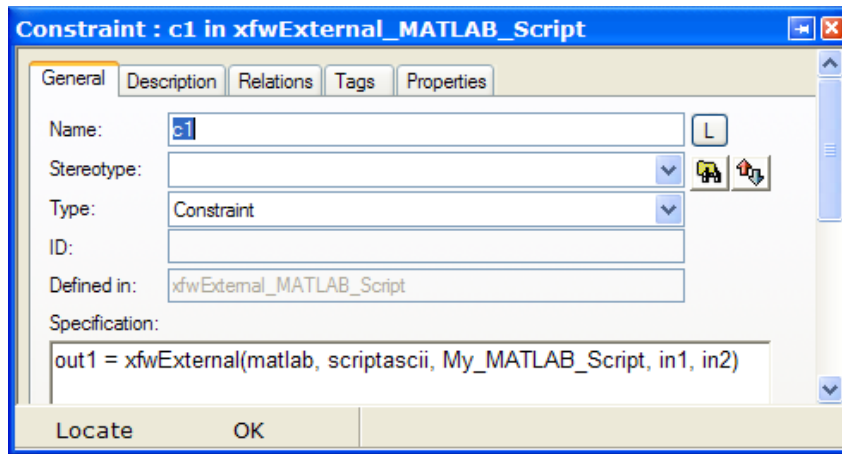 Constraint : c1 in xfwExternal_MATLAB_Script
General Description Relations Tags Properties
Name: c1 L
Stereotype:
Type: Constraint
ID:
Defined in: xfwExternal_MATLAB_Script
Specification:
out1 = xfwExternal(matlab, scriptascii, My_MATLAB_Script, in1, in2)
Locate OK